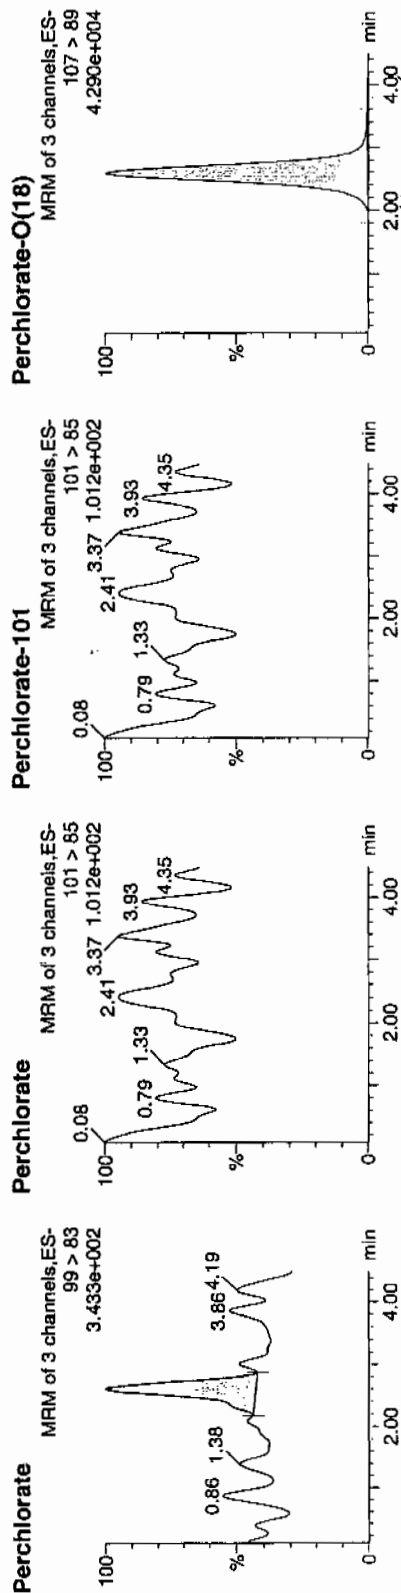 Perchlorate
MRM of 3 channels,ES-
99 > 83
3.433e+002
100
%
0
0.86
1.38
3.86
4.19
2.00
4.00
min
Perchlorate
MRM of 3 channels,ES-
101 > 85
1.012e+002
100
%
0
0.08
0.79
1.33
2.41
3.37
3.93
4.35
2.00
4.00
min
Perchlorate-101
MRM of 3 channels,ES-
101 > 85
1.012e+002
100
%
0
0.08
0.79
1.33
2.41
3.37
3.93
4.35
2.00
4.00
min
Perchlorate-O(18)
MRM of 3 channels,ES-
107 > 89
4.290e+004
100
%
0
2.00
4.00
min